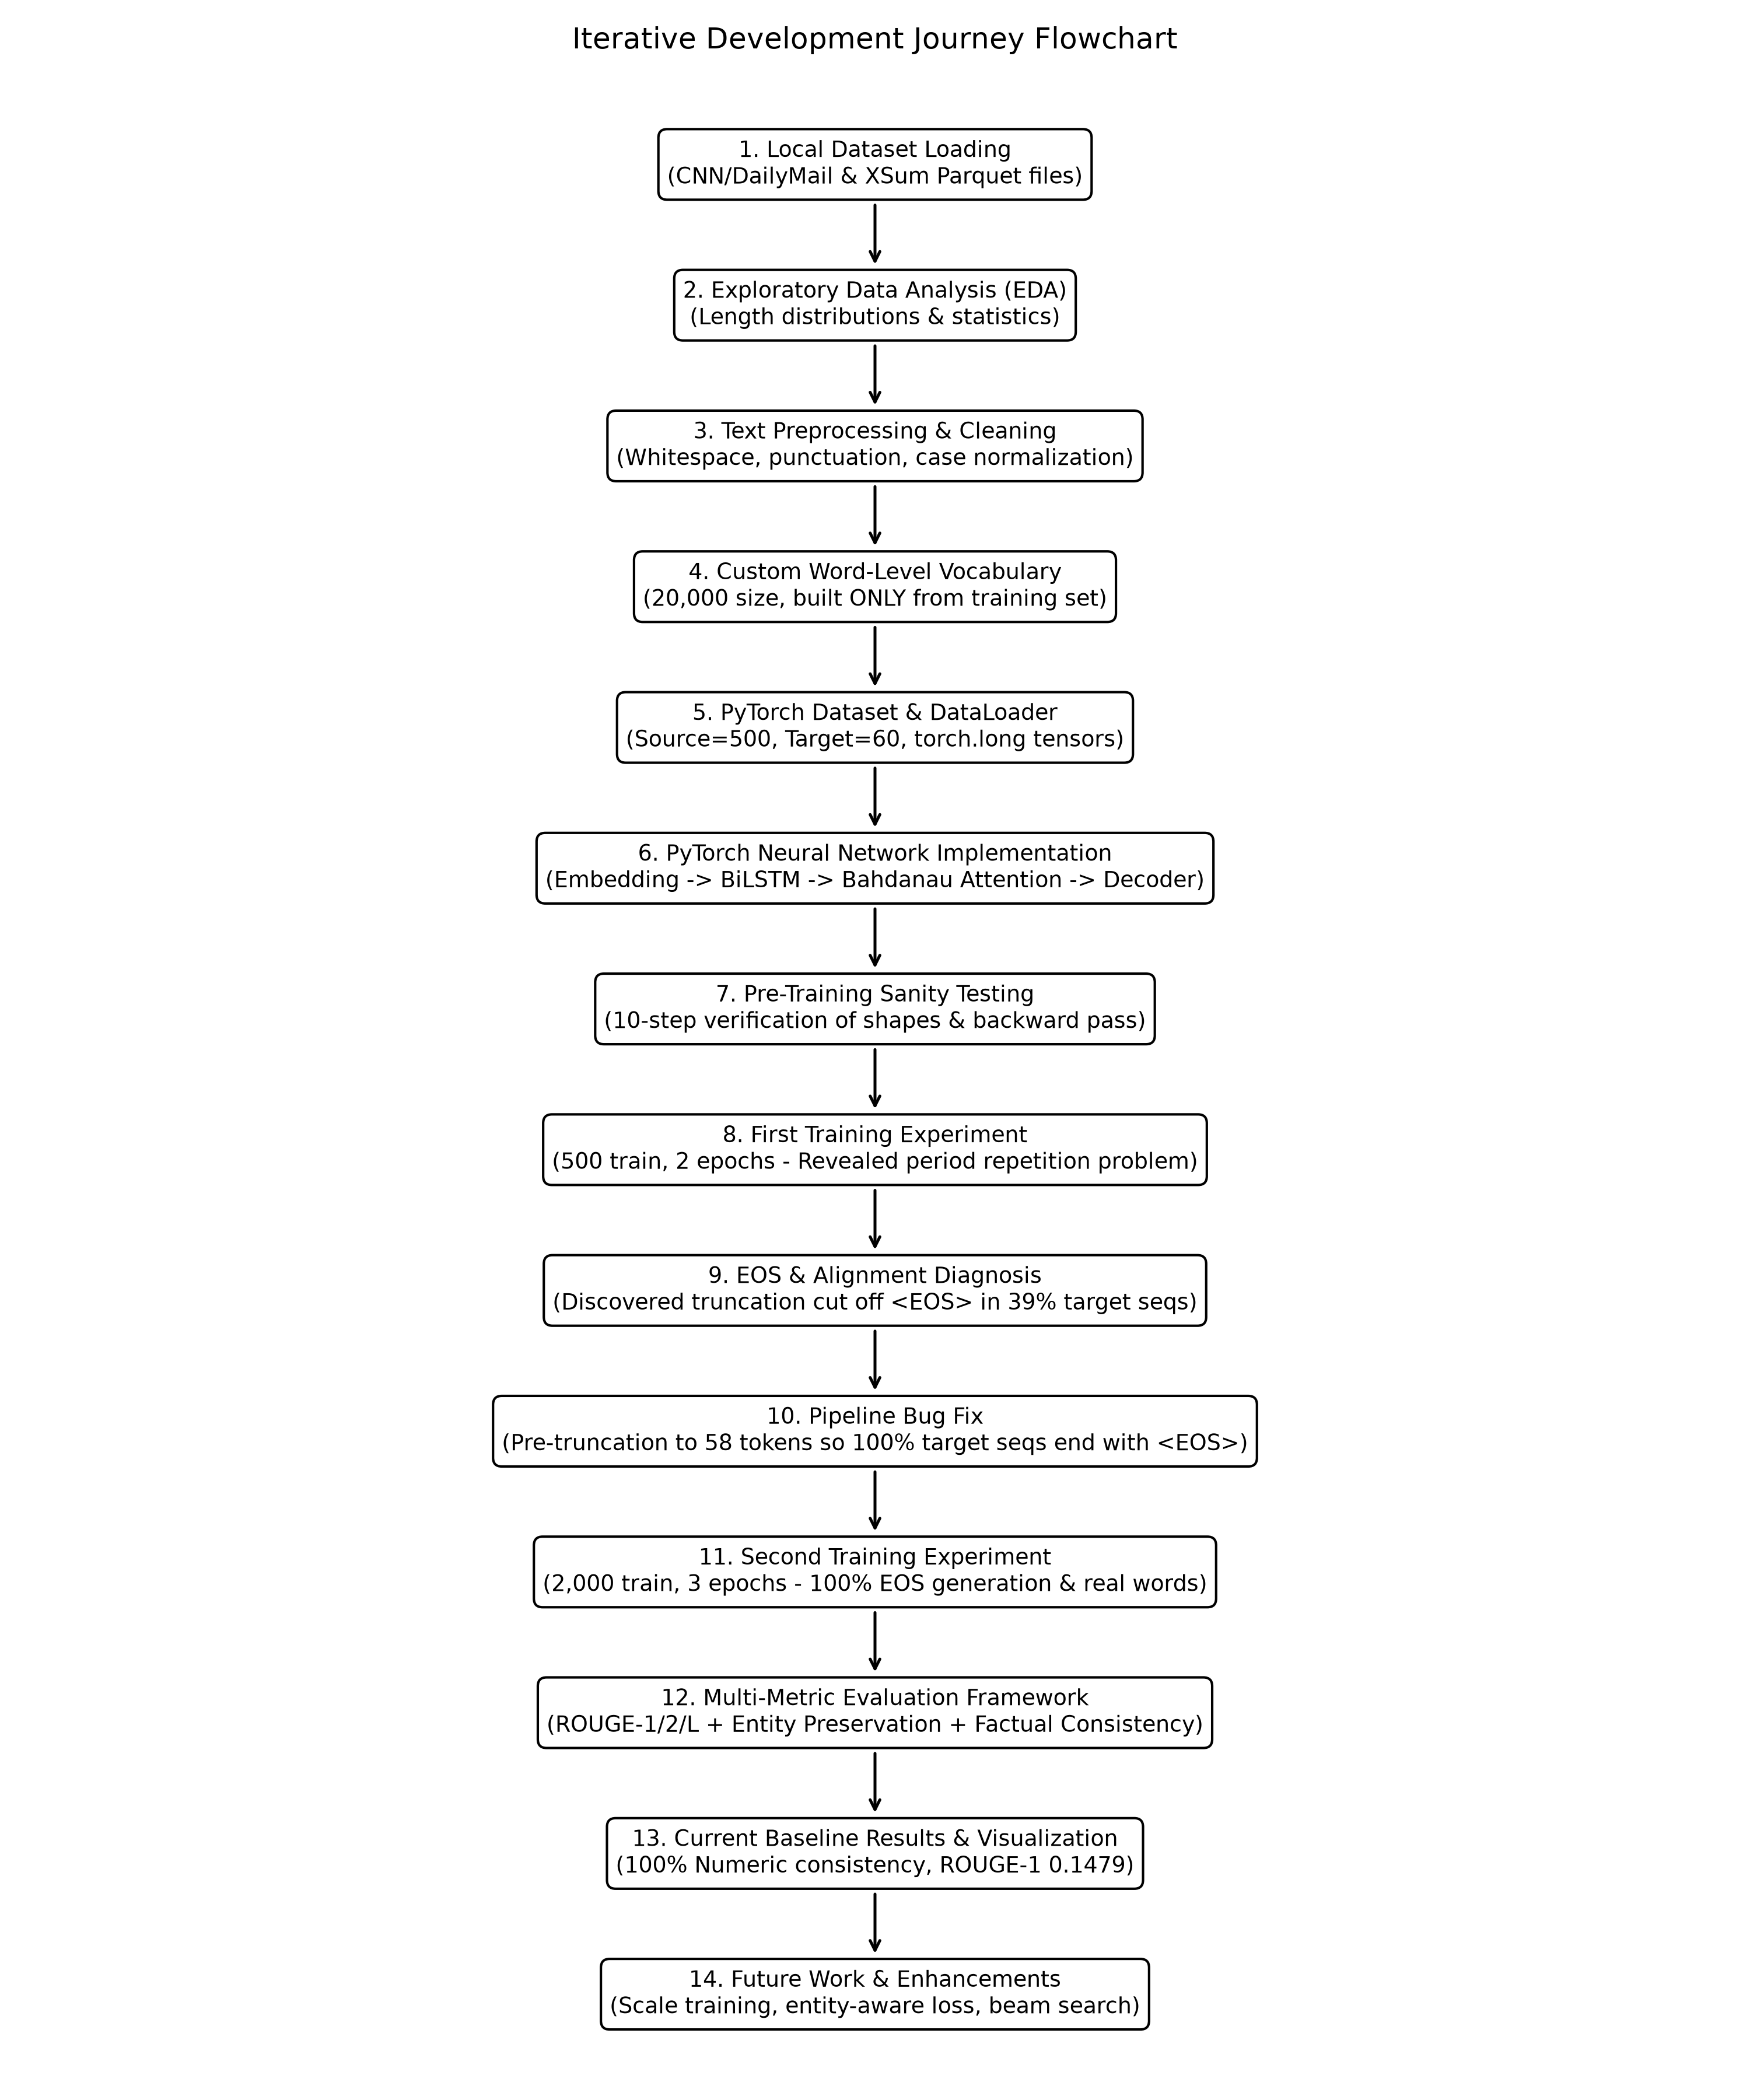 Iterative Development Journey Flowchart
1. Local Dataset Loading
(CNN/DailyMail & XSum Parquet files)
2. Exploratory Data Analysis (EDA)
(Length distributions & statistics)
3. Text Preprocessing & Cleaning
(Whitespace, punctuation, case normalization)
4. Custom Word-Level Vocabulary
(20,000 size, built ONLY from training set)
5. PyTorch Dataset & DataLoader
(Source=500, Target=60, torch.long tensors)
6. PyTorch Neural Network Implementation
(Embedding -> BiLSTM -> Bahdanau Attention -> Decoder)
7. Pre-Training Sanity Testing
(10-step verification of shapes & backward pass)
8. First Training Experiment
(500 train, 2 epochs - Revealed period repetition problem)
9. EOS & Alignment Diagnosis
(Discovered truncation cut off <EOS> in 39% target seqs)
10. Pipeline Bug Fix
(Pre-truncation to 58 tokens so 100% target seqs end with <EOS>)
11. Second Training Experiment
(2,000 train, 3 epochs - 100% EOS generation & real words)
12. Multi-Metric Evaluation Framework
(ROUGE-1/2/L + Entity Preservation + Factual Consistency)
13. Current Baseline Results & Visualization
(100% Numeric consistency, ROUGE-1 0.1479)
14. Future Work & Enhancements
(Scale training, entity-aware loss, beam search)